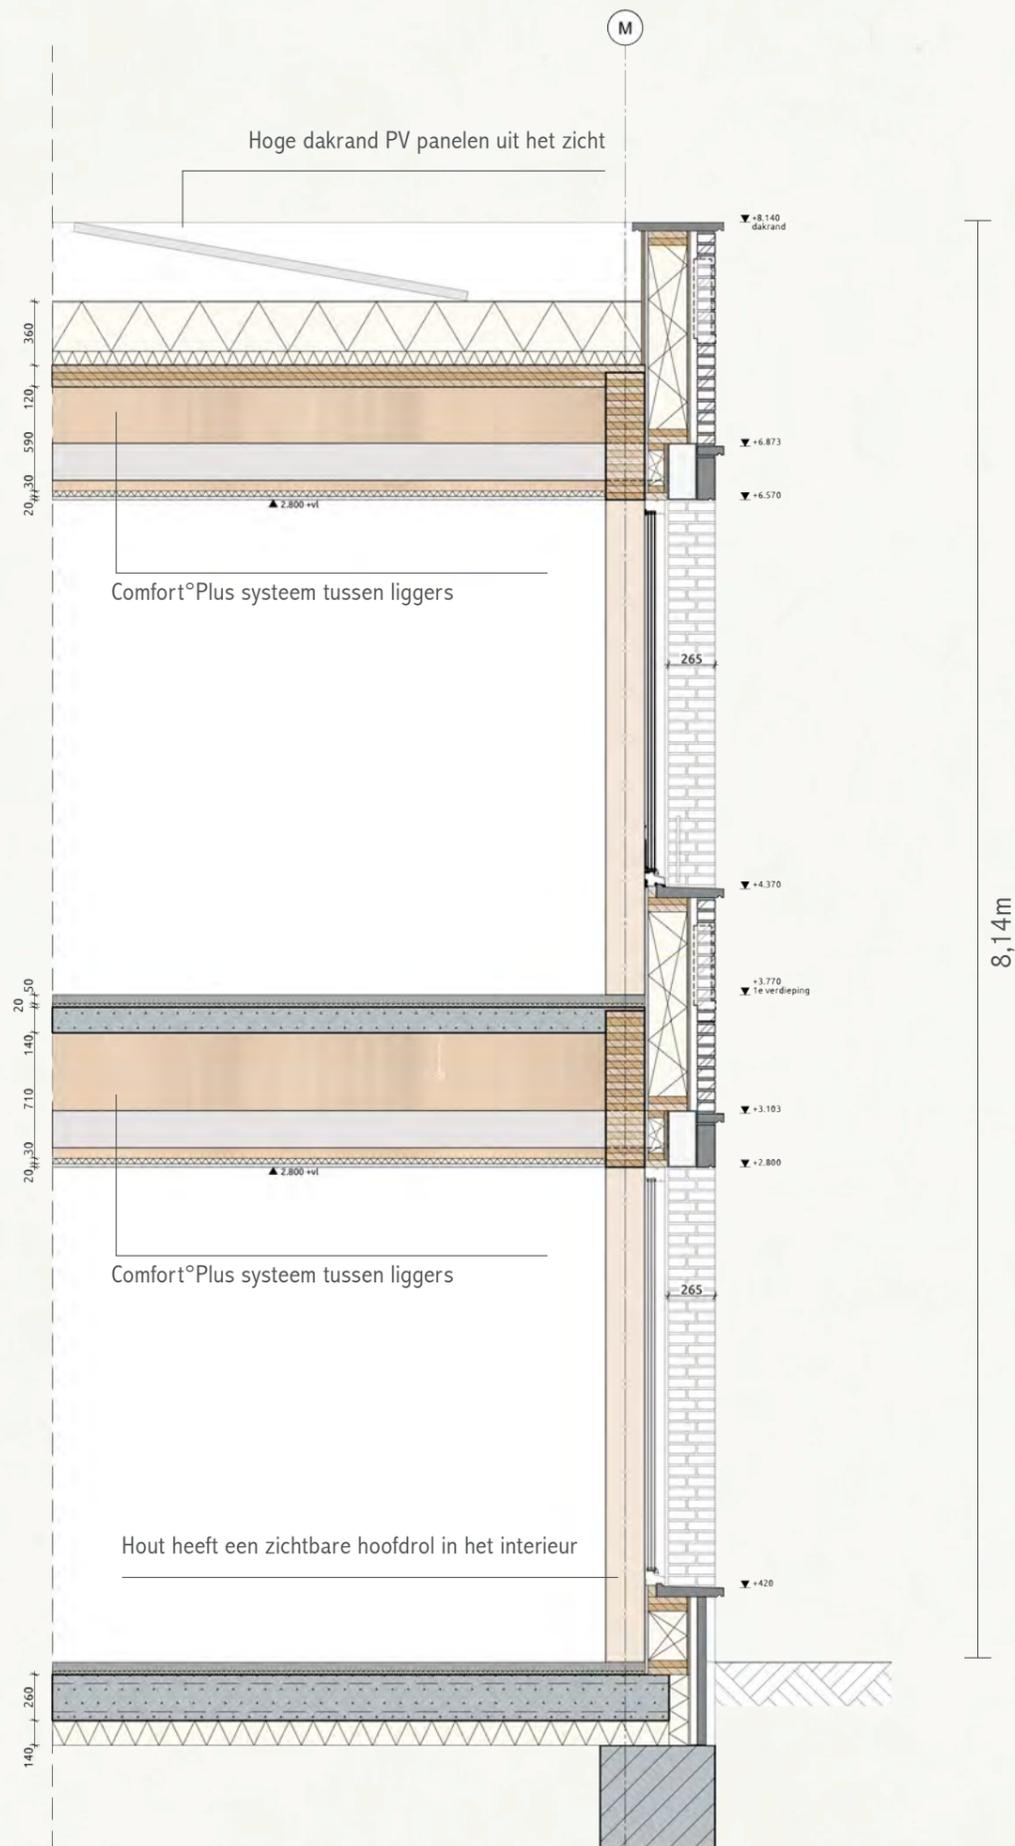 M
Hoge dakrand PV panelen uit het zicht
+8.140
dakrand
360
120
590
30
20
+6.873
+6.570
2.800 +vl
Comfort°Plus systeem tussen liggers
265
+4.370
8,14m
+3.770
1e verdieping
50
20
140
710
30
20
+3.103
+2.800
2.800 +vl
Comfort°Plus systeem tussen liggers
265
Hout heeft een zichtbare hoofdrol in het interieur
+420
260
140